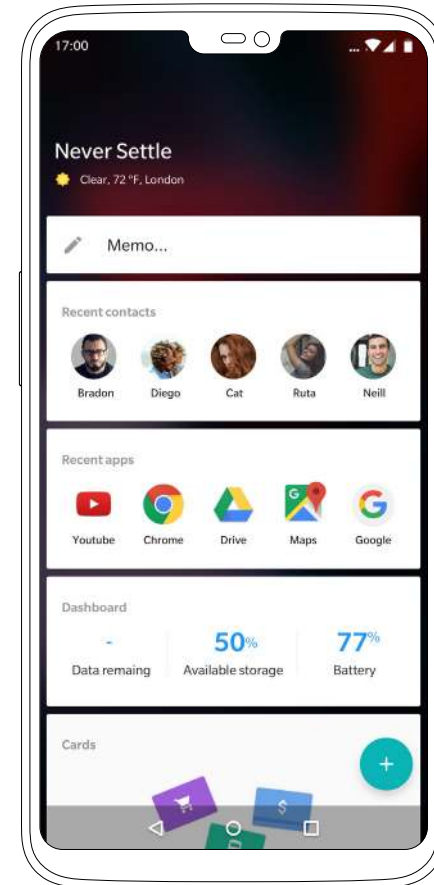 17:00
Never Settle
Clear, 72 °F, London
Memo...
Recent contacts
Bradon Diego Cat Ruta Neill
Recent apps
G G
Youtube Chrome Drive Maps Google
Dashboard
- 50% 77%
Data remaing Available storage Battery
Cards
+
$